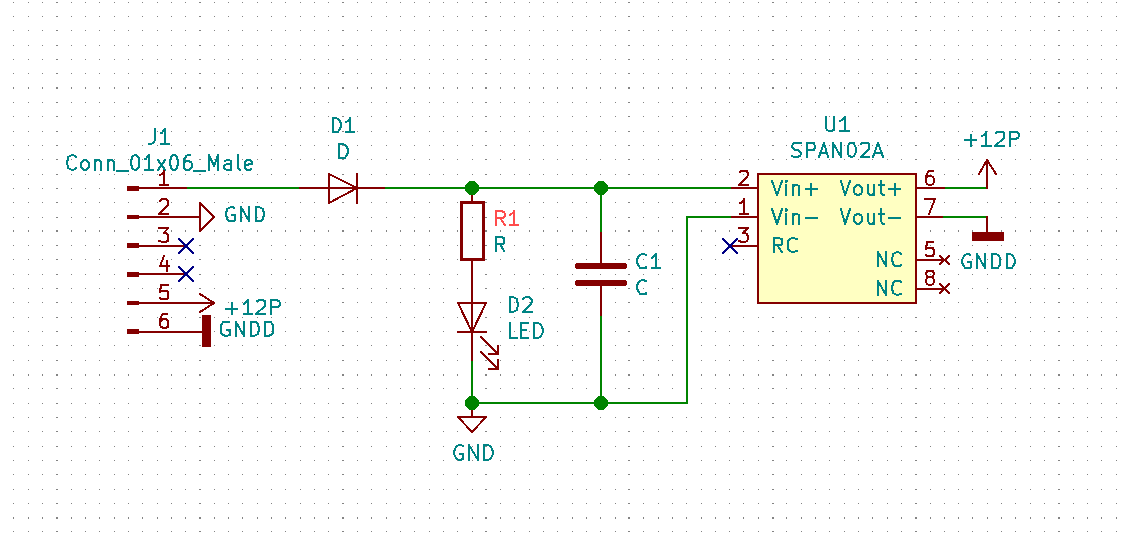 J1
Conn_01x06_Male
1
2
GND
3
4
5
+12P
6
GNDD
D1
D
R1
R
D2
LED
GND
C1
C
U1
SPAN02A
2
Vin+
Vout+
6
1
Vin-
Vout-
7
3
RC
NC
5
NC
8
+12P
GNDD